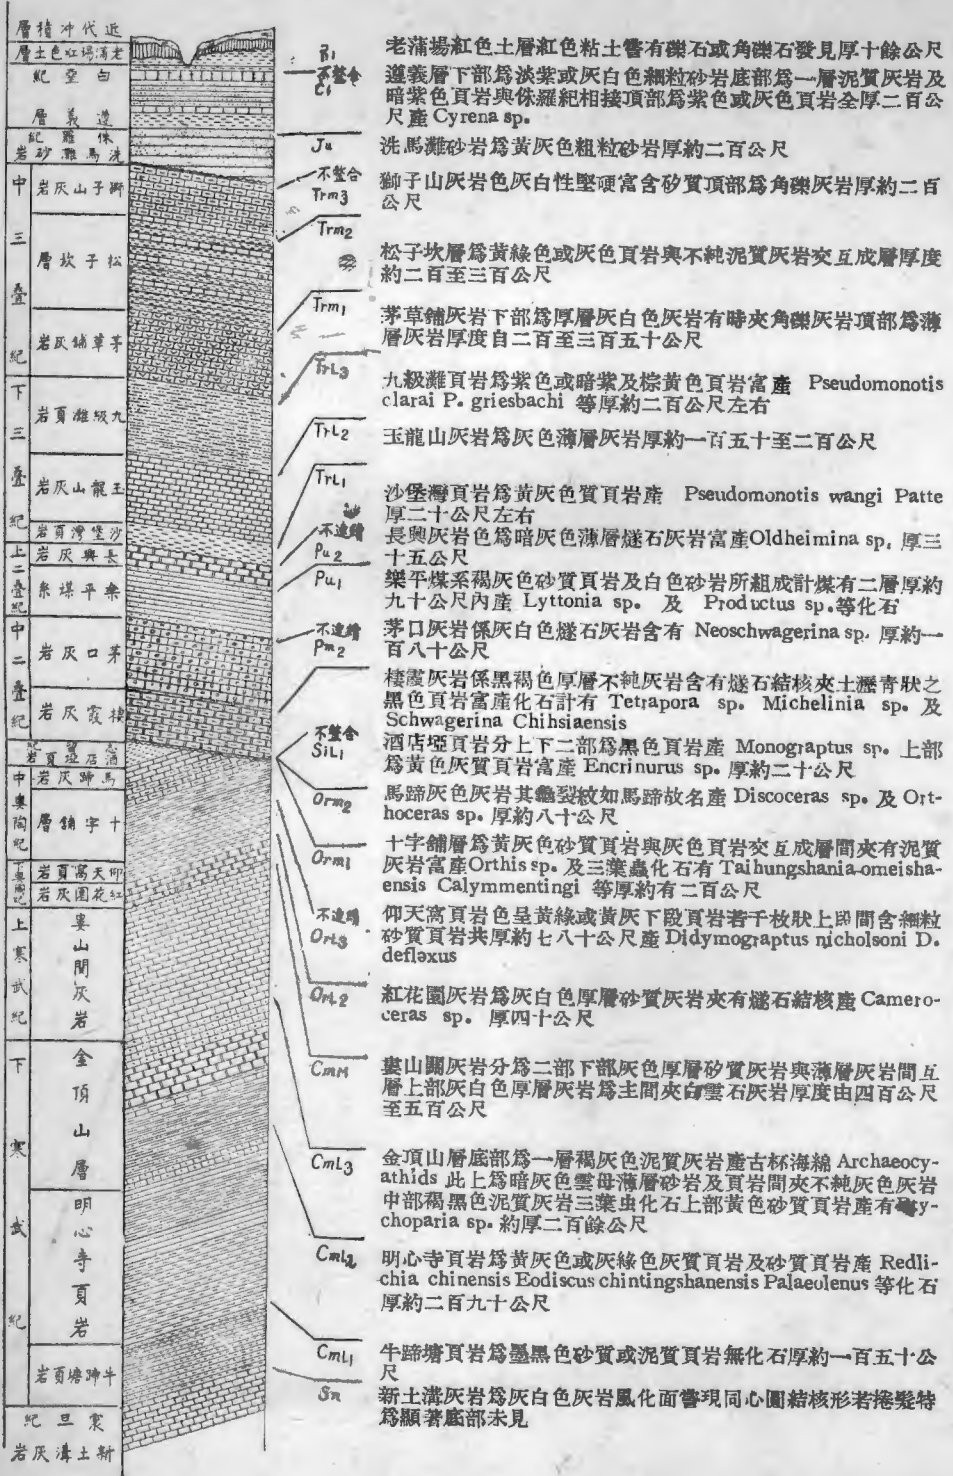 近代冲積層
老蒲場紅色土層
白堊紀
遵義層
侏羅紀
洗馬灘砂岩
中三叠紀
獅子山灰岩
松子坎層
茅草鋪灰岩
下三叠紀
九級灘頁岩
玉龍山灰岩
沙堡灣頁岩
上二叠紀
長興灰岩
樂平煤系
中二叠紀
茅口灰岩
棲霞灰岩
酒店埡頁岩
中奧陶紀
馬蹄灰岩
十字鋪層
下奧陶紀
仰天窩頁岩
紅花園灰岩
上寒武紀
婁山關灰岩
下寒武紀
金頂山層
明心寺頁岩
牛蹄塘頁岩
震旦紀
新土溝灰岩
不整合
老蒲場紅色土層紅色粘土嘗有礫石或角礫石發見厚十餘公尺
遵義層下部爲淡紫或灰白色細粒砂岩底部爲一層泥質灰岩及
暗紫色頁岩與侏羅紀相接頂部爲紫色或灰色頁岩全厚二百公
尺產 Cyrena sp.
Ju
洗馬灘砂岩爲黃灰色粗粒砂岩厚約二百公尺
不整合
Trm3
獅子山灰岩色灰白性堅硬富含砂質頂部爲角礫灰岩厚約二百
公尺
Trm2
松子坎層爲黃綠色或灰色頁岩與不純泥質灰岩交互成層厚度
約二百至三百公尺
Trm1
茅草鋪灰岩下部爲厚層灰白色灰岩有時夾角礫灰岩頂部爲薄
層灰岩厚度自二百至三百五十公尺
TrL3
九級灘頁岩爲紫色或暗紫及棕黃色頁岩富產 Pseudomonotis
clarai P. griesbachi 等厚約二百公尺左右
TrL2
玉龍山灰岩爲灰色薄層灰岩厚約一百五十至二百公尺
TrL1
沙堡灣頁岩爲黃灰色質頁岩產 Pseudomonotis wangi Patte
厚二十公尺左右
不連續
Pu2
長興灰岩色爲暗灰色薄層燧石灰岩富產Oldheimina sp. 厚三
十五公尺
Pu1
樂平煤系褐灰色砂質頁岩及白色砂岩所組成計煤有二層厚約
九十公尺內產 Lyttonia sp. 及 Productus sp.等化石
不連續
Pm2
茅口灰岩係灰白色燧石灰岩含有 Neoschwagerina sp. 厚約一
百八十公尺
棲霞灰岩係黑褐色厚層不純灰岩含有燧石結核夾土瀝青狀之
黑色頁岩富產化石計有 Tetrapora sp. Michelinia sp. 及
Schwagerina Chihsiaensis
不整合
SiL1
酒店埡頁岩分上下二部爲黑色頁岩產 Monograptus sp. 上部
爲黃色灰質頁岩富產 Encrinurus sp. 厚約二十公尺
Orm2
馬蹄灰色灰岩其龜裂紋如馬蹄故名產 Discoceras sp. 及 Ort-
hoceras sp. 厚約八十公尺
Orm1
十字鋪層爲黃灰色砂質頁岩與灰色頁岩交互成層間夾有泥質
灰岩富產Orthis sp. 及三葉蟲化石有 Taihungshania omeisha-
ensis Calymmentingi 等厚約有二百公尺
不連續
OrL3
仰天窩頁岩色呈黃綠或黃灰下段頁岩若干枚狀上段間含細粒
砂質頁岩共厚約七八十公尺產 Didymograptus nicholsoni D.
deflexus
OrL2
紅花園灰岩爲灰白色厚層砂質灰岩夾有燧石結核產 Camero-
ceras sp. 厚四十公尺
CmM
婁山關灰岩分爲二部下部灰色厚層矽質灰岩與薄層灰岩間互
層上部灰白色厚層灰岩爲主間夾白雲石灰岩厚度由四百公尺
至五百公尺
CmL3
金頂山層底部爲一層褐灰色泥質灰岩產古杯海綿 Archaeocy-
athids 此上爲暗灰色雲母薄層砂岩及頁岩間夾不純灰色灰岩
中部褐黑色泥質灰岩三葉虫化石上部黃色砂質頁岩產有 y-
choparia sp. 約厚二百餘公尺
CmL2
明心寺頁岩爲黃灰色或灰綠色灰質頁岩及砂質頁岩產 Redli-
chia chinensis Eodiscus chintingshanensis Palaeolenus 等化石
厚約二百九十公尺
CmL1
牛蹄塘頁岩爲墨黑色砂質或泥質頁岩無化石厚約一百五十公
尺
Sn
新土溝灰岩爲灰白色灰岩風化面嘗現同心圓結核形若捲髮特
爲顯著底部未見